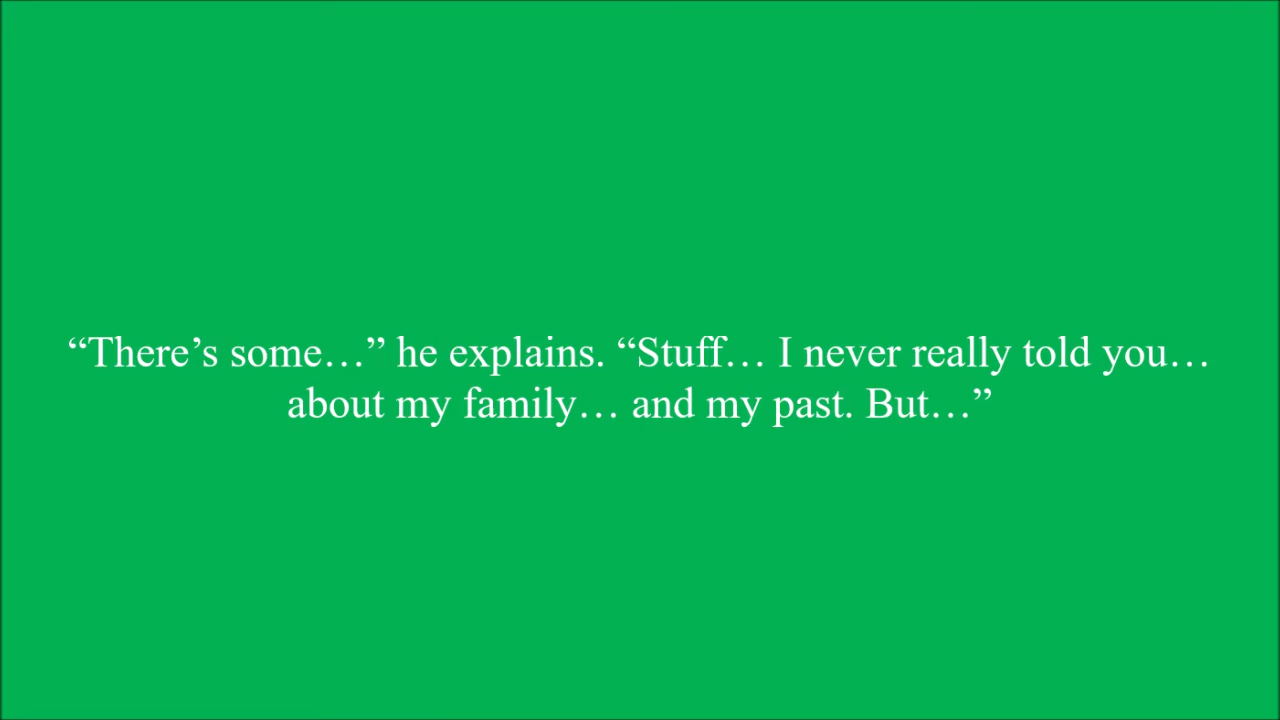 “There’s some…” he explains. “Stuff… I never really told you…
about my family… and my past. But…”